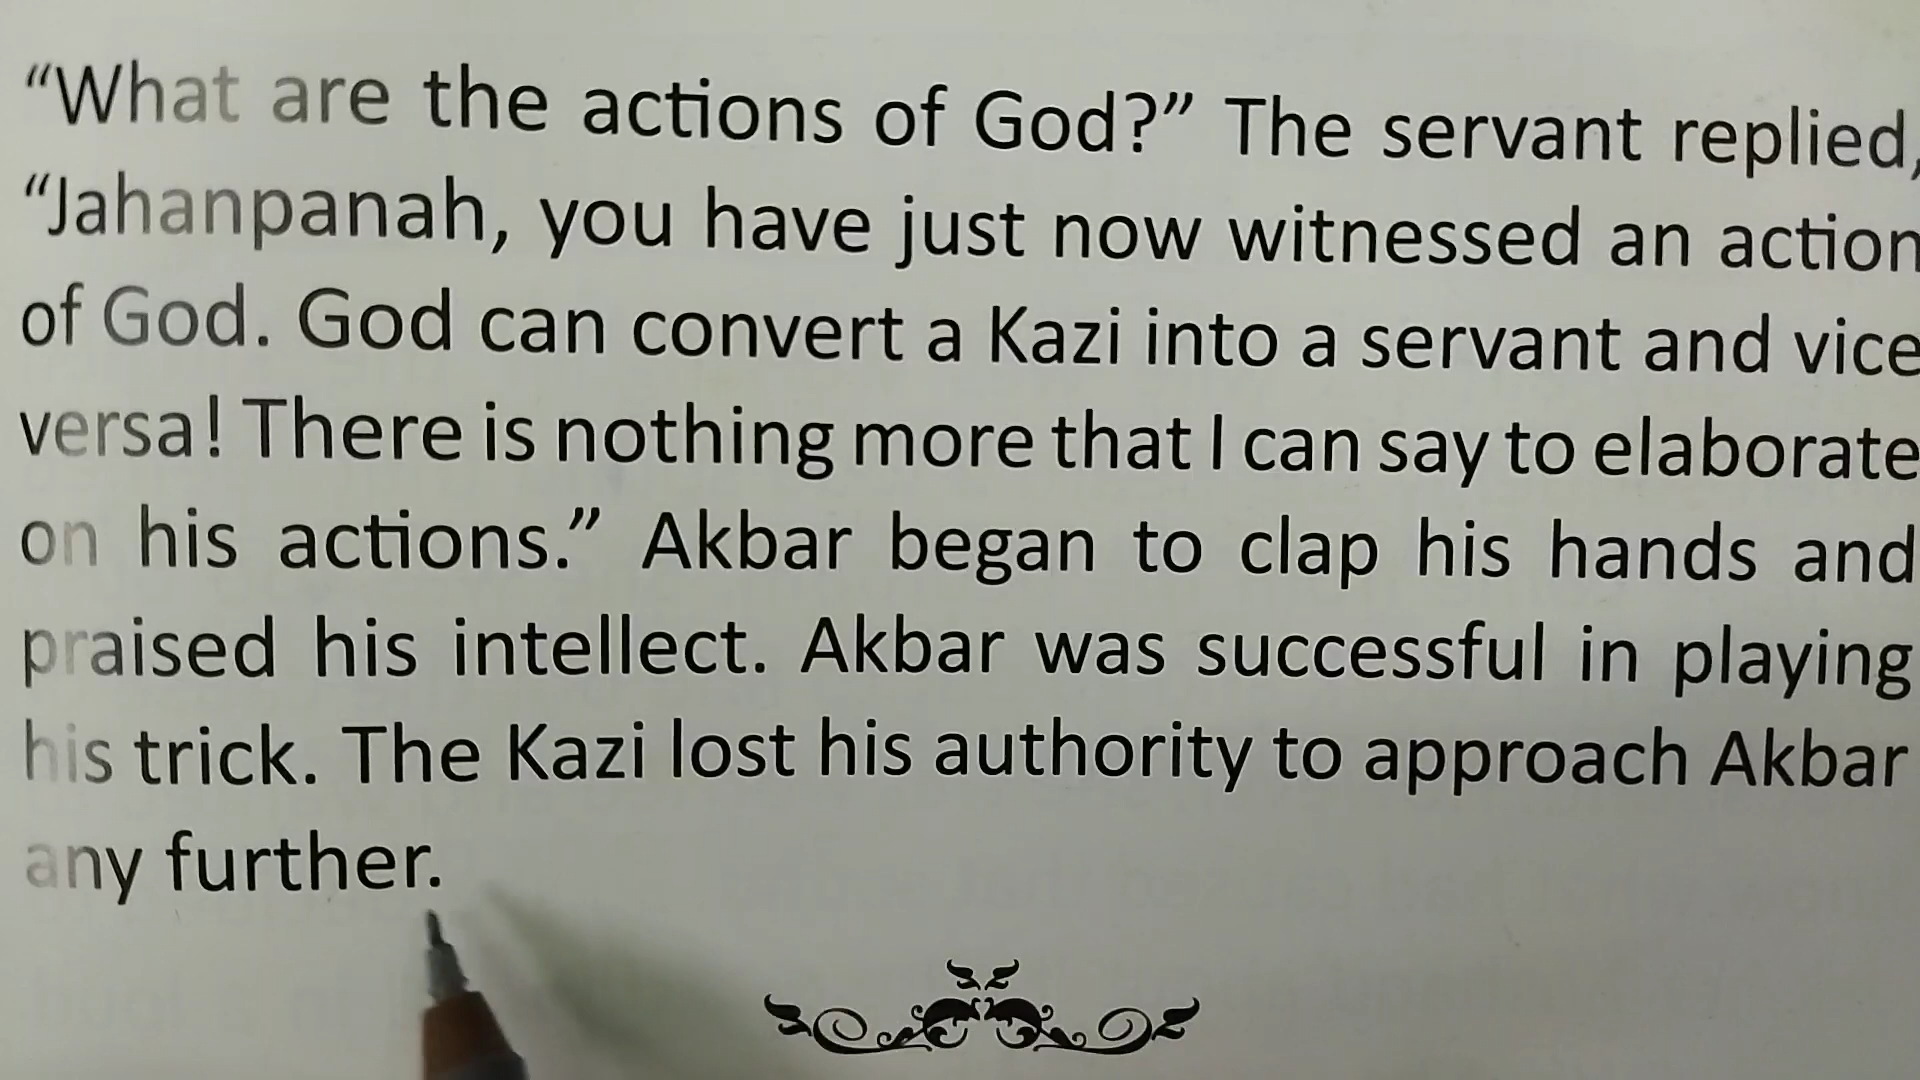 “What are the actions of God?” The servant replied,
“Jahanpanah, you have just now witnessed an action
of God. God can convert a Kazi into a servant and vice
versa! There is nothing more that I can say to elaborate
on his actions.” Akbar began to clap his hands and
praised his intellect. Akbar was successful in playing
his trick. The Kazi lost his authority to approach Akbar
any further.